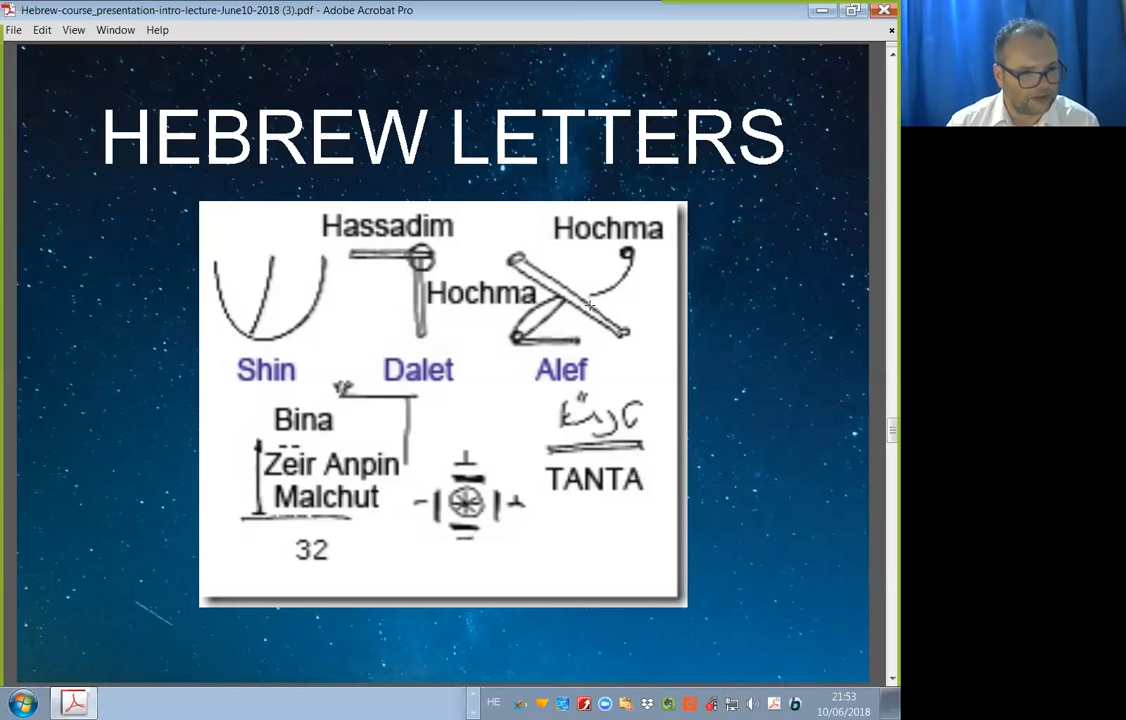 Hebrew-course_presentation-intro-lecture-June10-2018 (3).pdf - Adobe Acrobat Pro
File Edit View Window Help
HEBREW LETTERS
Hassadim
Hochma
Hochma
Shin Dalet Alef
Bina
Zeir Anpin
Malchut
TANTA
32
HE
21:53
10/06/2018